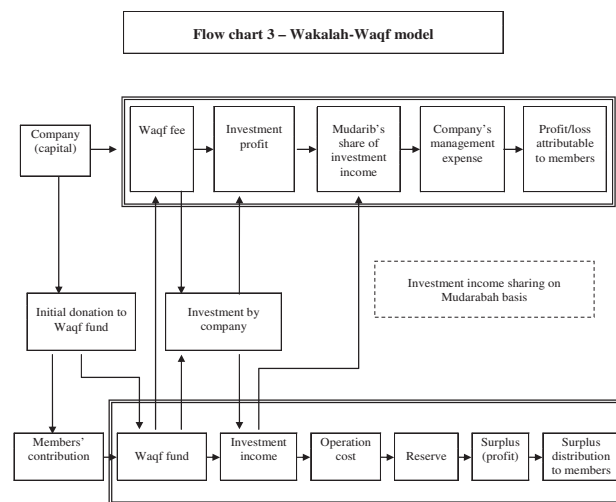 Flow chart 3 – Wakalah-Waqf model
Company
(capital)
Waqf fee
Investment
profit
Mudarib's
share of
investment
income
Company's
management
expense
Profit/loss
attributable
to members
Initial donation to
Waqf fund
Investment by
company
Investment income sharing on
Mudarabah basis
Members'
contribution
Waqf fund
Investment
income
Operation
cost
Reserve
Surplus
(profit)
Surplus
distribution
to members